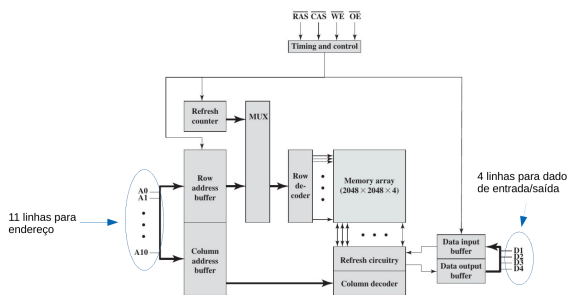 RAS CAS WE OE
Timing and control
Refresh
counter
MUX
Row
address
buffer
Row
de-
coder
Memory array
(2048 × 2048 × 4)
4 linhas para dado
de entrada/saída
11 linhas para
endereço
A0
A1
A10
Column
address
buffer
Refresh circuitry
Column decoder
Data input
buffer
Data output
buffer
D1
D2
D3
D4